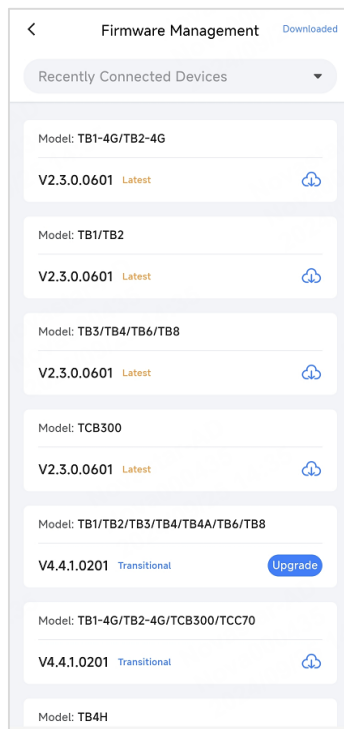 Firmware Management Downloaded
Recently Connected Devices
Model: TB1-4G/TB2-4G
V2.3.0.0601 Latest
Model: TB1/TB2
V2.3.0.0601 Latest
Model: TB3/TB4/TB6/TB8
V2.3.0.0601 Latest
Model: TCB300
V2.3.0.0601 Latest
Model: TB1/TB2/TB3/TB4/TB4A/TB6/TB8
V4.4.1.0201 Transitional Upgrade
Model: TB1-4G/TB2-4G/TCB300/TCC70
V4.4.1.0201 Transitional
Model: TB4H